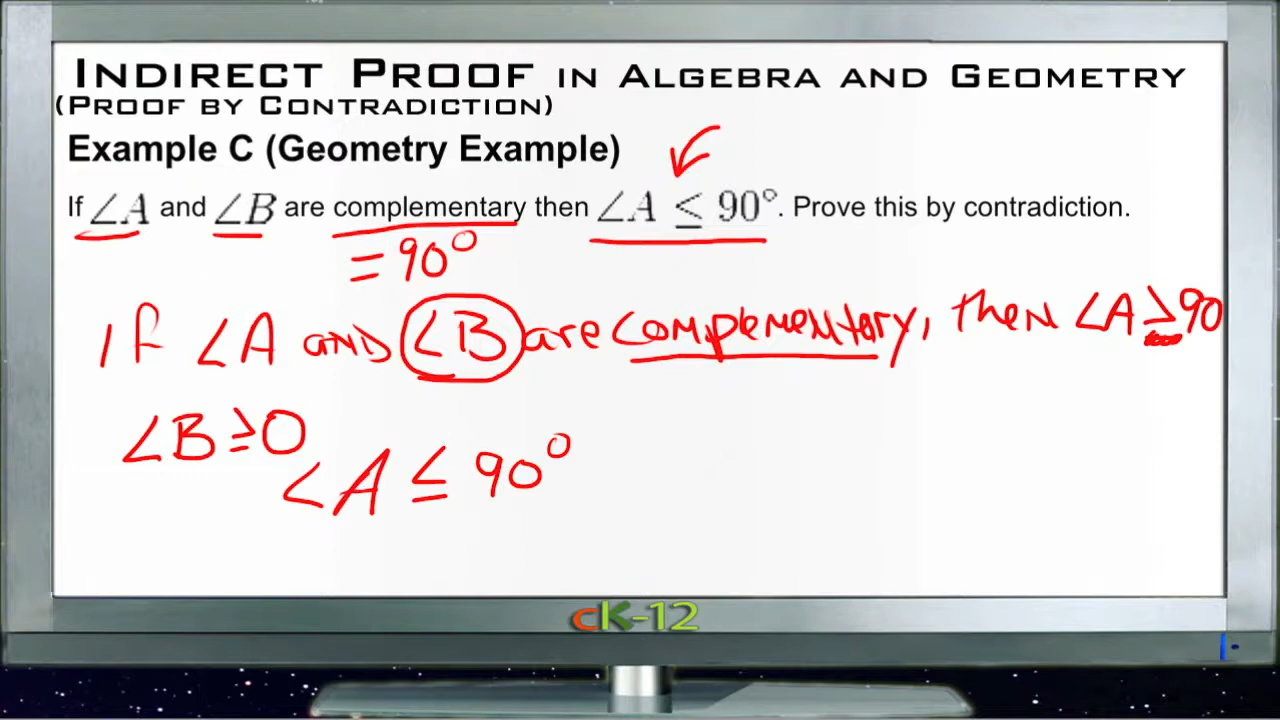 INDIRECT PROOF IN ALGEBRA AND GEOMETRY
(PROOF BY CONTRADICTION)
Example C (Geometry Example)
If ∠A and ∠B are complementary then ∠A ≤ 90°. Prove this by contradiction.
= 90°
If ∠A and ∠B are complementary, then ∠A ≥ 90
∠B ≥ 0
∠A ≤ 90°
cK-12